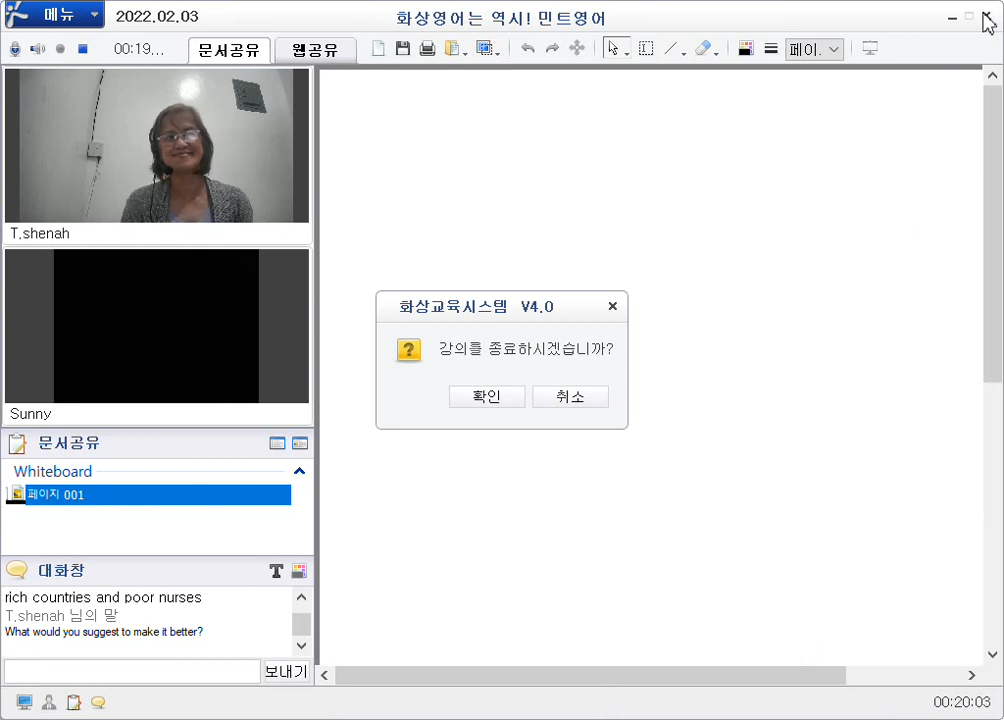 메뉴
2022.02.03
화상영어는 역시! 민트영어
00:19...
문서공유
웹공유
페이.
T.shenah
Sunny
화상교육시스템 V4.0
강의를 종료하시겠습니까?
확인
취소
문서공유
Whiteboard
페이지 001
대화창
rich countries and poor nurses
T.shenah 님의 말
What would you suggest to make it better?
보내기
00:20:03